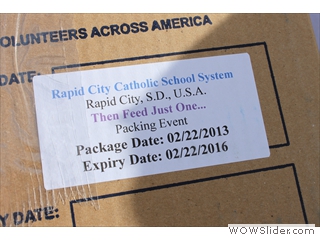 VOLUNTEERS ACROSS AMERICA
DATE:
Rapid City Catholic School System
Rapid City, S.D., U.S.A.
Then Feed Just One...
Packing Event
Package Date: 02/22/2013
Expiry Date: 02/22/2016
Y DATE:
WOWSlider.com